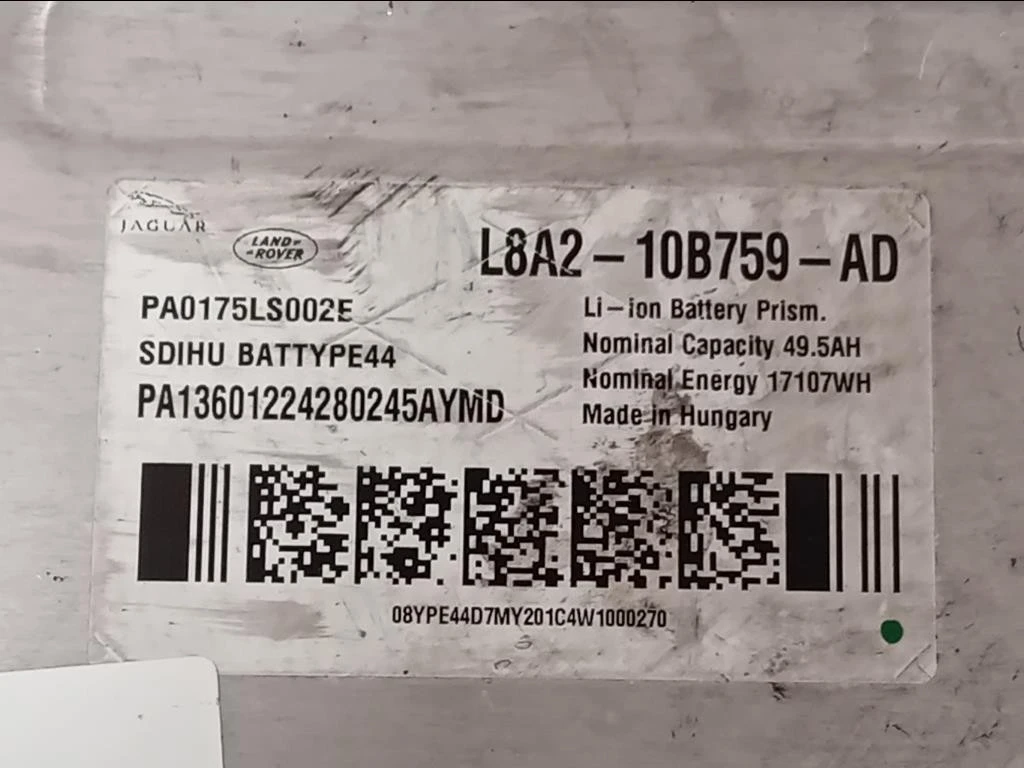 JAGUAR
LAND-
-ROVER
L8A2-10B759-AD
PA0175LS002E
SDIHU BATTYPE44
PA13601224280245AYMD
Li-ion Battery Prism.
Nominal Capacity 49.5AH
Nominal Energy 17107WH
Made in Hungary
08YPE44D7MY201C4W1000270